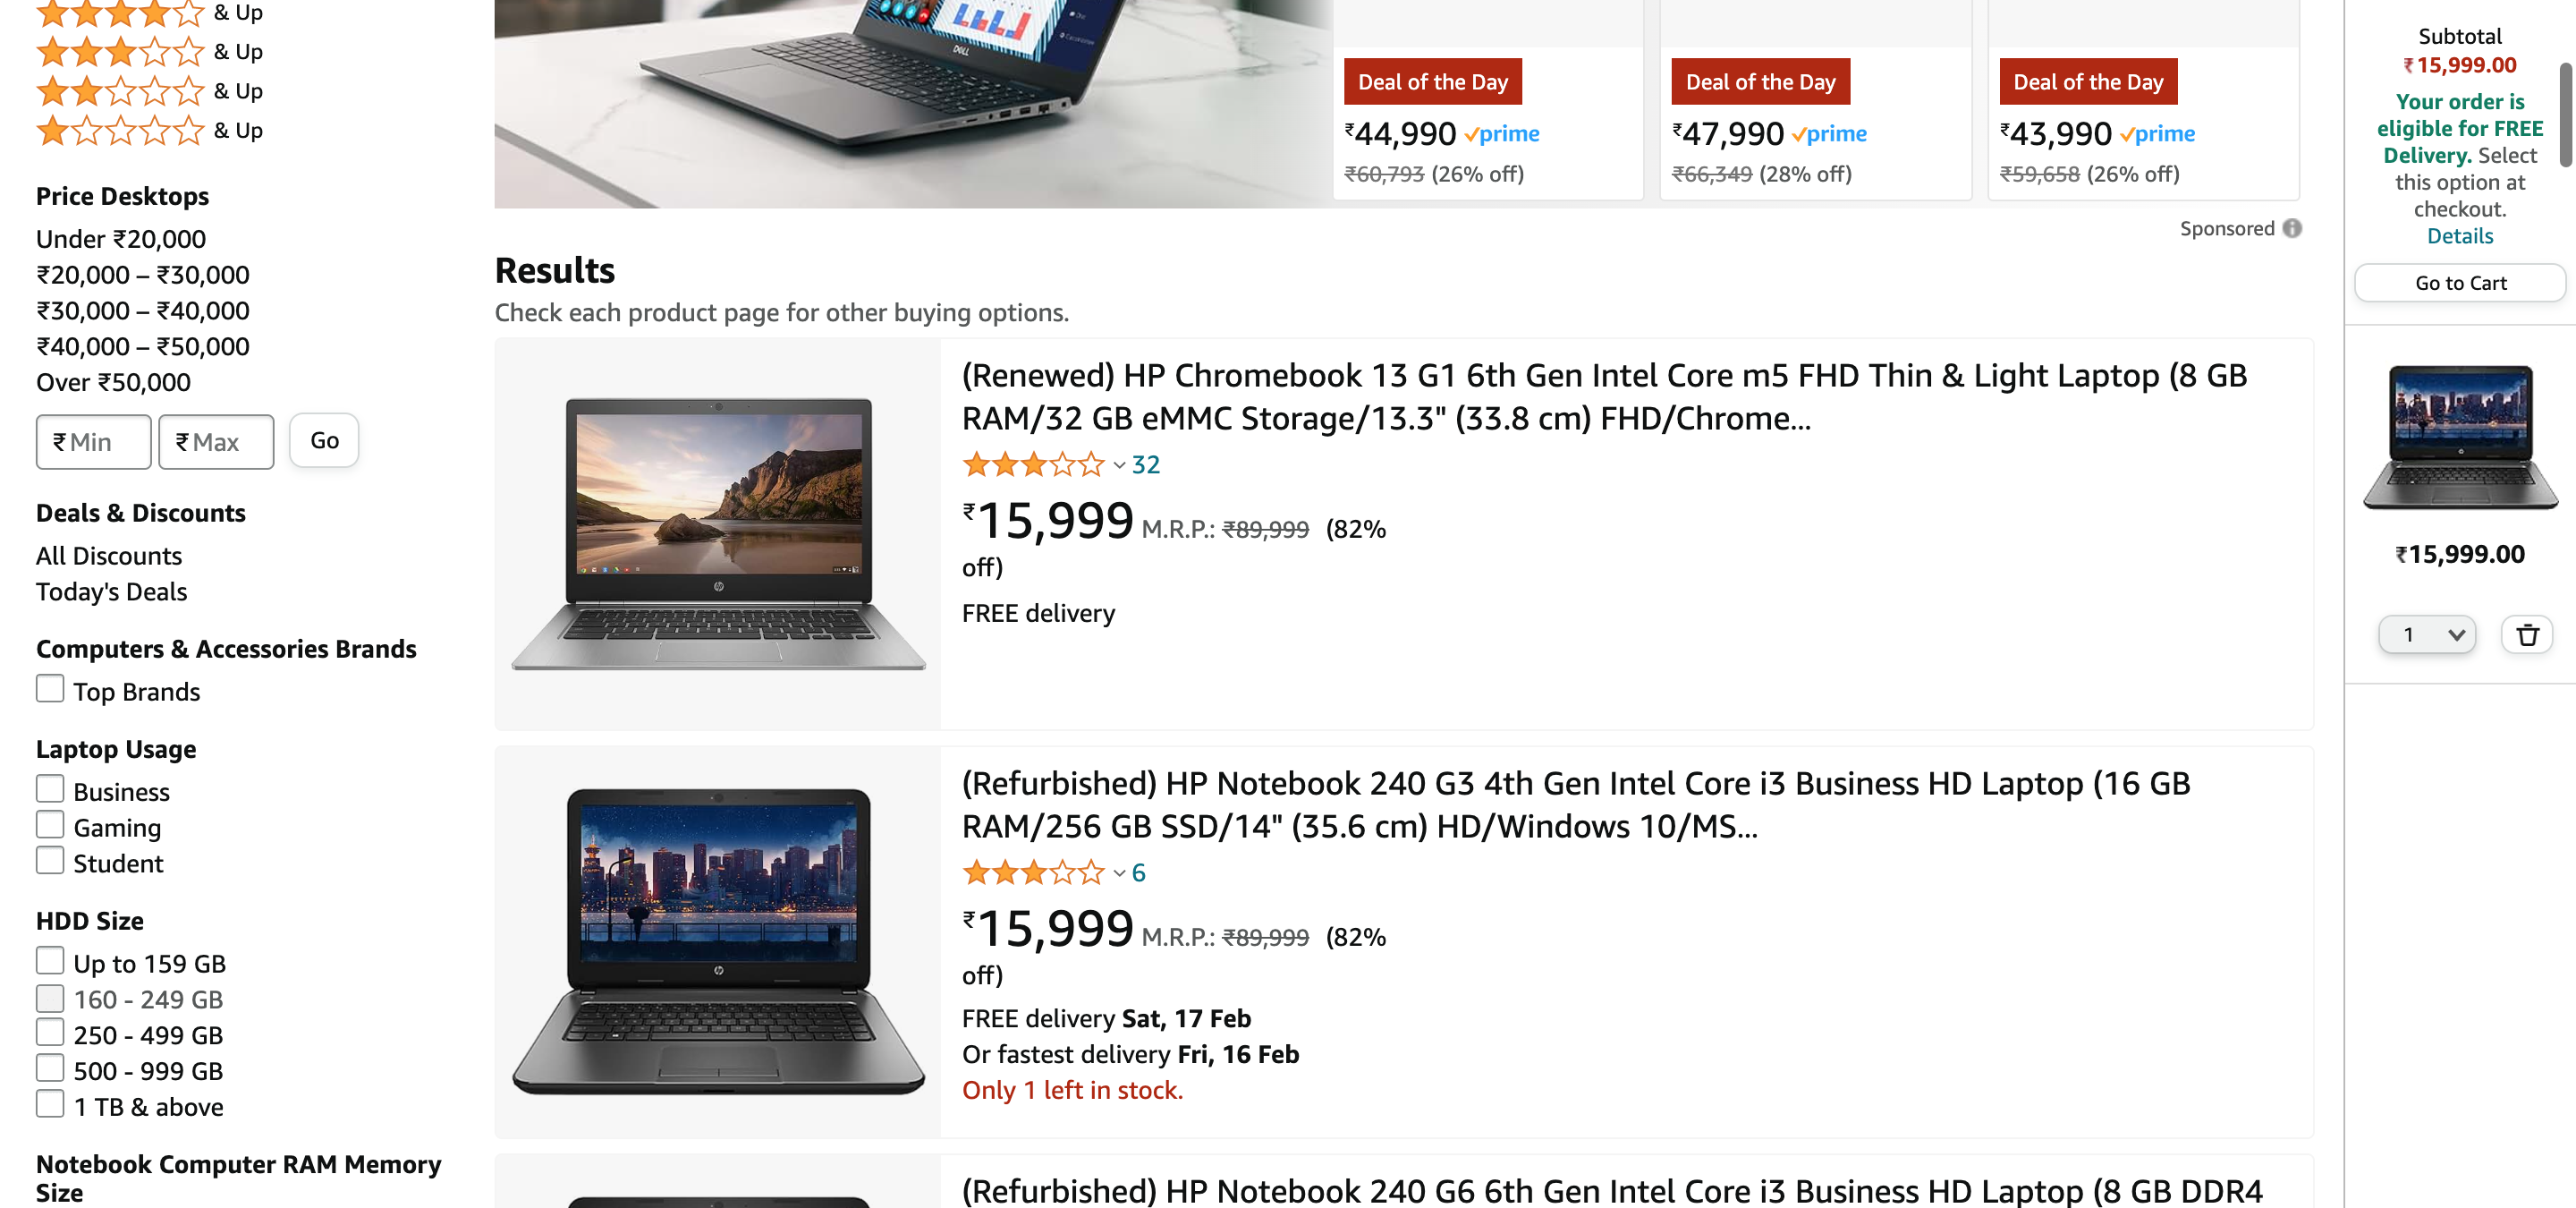 & Up
& Up
& Up
& Up
Price Desktops
Under ₹20,000
₹20,000 – ₹30,000
₹30,000 – ₹40,000
₹40,000 – ₹50,000
Over ₹50,000
₹ Min
₹ Max
Go
Deals & Discounts
All Discounts
Today's Deals
Computers & Accessories Brands
Top Brands
Laptop Usage
Business
Gaming
Student
HDD Size
Up to 159 GB
160 - 249 GB
250 - 499 GB
500 - 999 GB
1 TB & above
Notebook Computer RAM Memory
Size
DELL
Deal of the Day
₹44,990 prime
₹60,793 (26% off)
Deal of the Day
₹47,990 prime
₹66,349 (28% off)
Deal of the Day
₹43,990 prime
₹59,658 (26% off)
Sponsored
Results
Check each product page for other buying options.
(Renewed) HP Chromebook 13 G1 6th Gen Intel Core m5 FHD Thin & Light Laptop (8 GB
RAM/32 GB eMMC Storage/13.3" (33.8 cm) FHD/Chrome...
32
₹15,999 M.R.P.: ₹89,999 (82%
off)
FREE delivery
hp
(Refurbished) HP Notebook 240 G3 4th Gen Intel Core i3 Business HD Laptop (16 GB
RAM/256 GB SSD/14" (35.6 cm) HD/Windows 10/MS...
6
₹15,999 M.R.P.: ₹89,999 (82%
off)
FREE delivery Sat, 17 Feb
Or fastest delivery Fri, 16 Feb
Only 1 left in stock.
hp
(Refurbished) HP Notebook 240 G6 6th Gen Intel Core i3 Business HD Laptop (8 GB DDR4
Subtotal
₹15,999.00
Your order is
eligible for FREE
Delivery. Select
this option at
checkout.
Details
Go to Cart
₹15,999.00
1